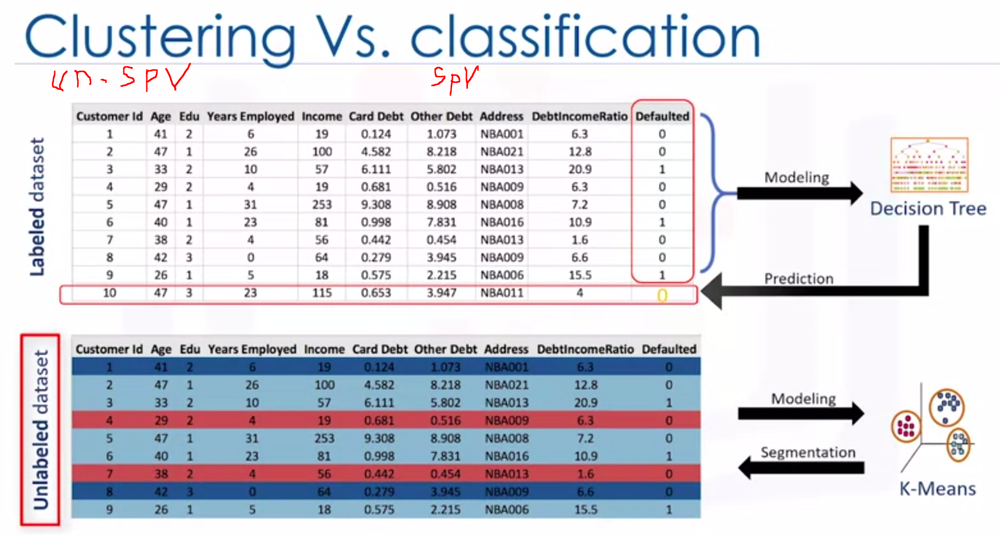 Clustering Vs. classification
un. SPV SpV
Labeled dataset
Customer Id Age Edu Years Employed Income Card Debt Other Debt Address DebtIncomeRatio Defaulted
1 41 2 6 19 0.124 1.073 NBA001 6.3 0
2 47 1 26 100 4.582 8.218 NBA021 12.8 0
3 33 2 10 57 6.111 5.802 NBA013 20.9 1
4 29 2 4 19 0.681 0.516 NBA009 6.3 0
5 47 1 31 253 9.308 8.908 NBA008 7.2 0
6 40 1 23 81 0.998 7.831 NBA016 10.9 1
7 38 2 4 56 0.442 0.454 NBA013 1.6 0
8 42 3 0 64 0.279 3.945 NBA009 6.6 0
9 26 1 5 18 0.575 2.215 NBA006 15.5 1
10 47 3 23 115 0.653 3.947 NBA011 4 0
Modeling
Decision Tree
Prediction
Unlabeled dataset
Customer Id Age Edu Years Employed Income Card Debt Other Debt Address DebtIncomeRatio Defaulted
1 41 2 6 19 0.124 1.073 NBA001 6.3 0
2 47 1 26 100 4.582 8.218 NBA021 12.8 0
3 33 2 10 57 6.111 5.802 NBA013 20.9 1
4 29 2 4 19 0.681 0.516 NBA009 6.3 0
5 47 1 31 253 9.308 8.908 NBA008 7.2 0
6 40 1 23 81 0.998 7.831 NBA016 10.9 1
7 38 2 4 56 0.442 0.454 NBA013 1.6 0
8 42 3 0 64 0.279 3.945 NBA009 6.6 0
9 26 1 5 18 0.575 2.215 NBA006 15.5 1
Modeling
Segmentation
K-Means